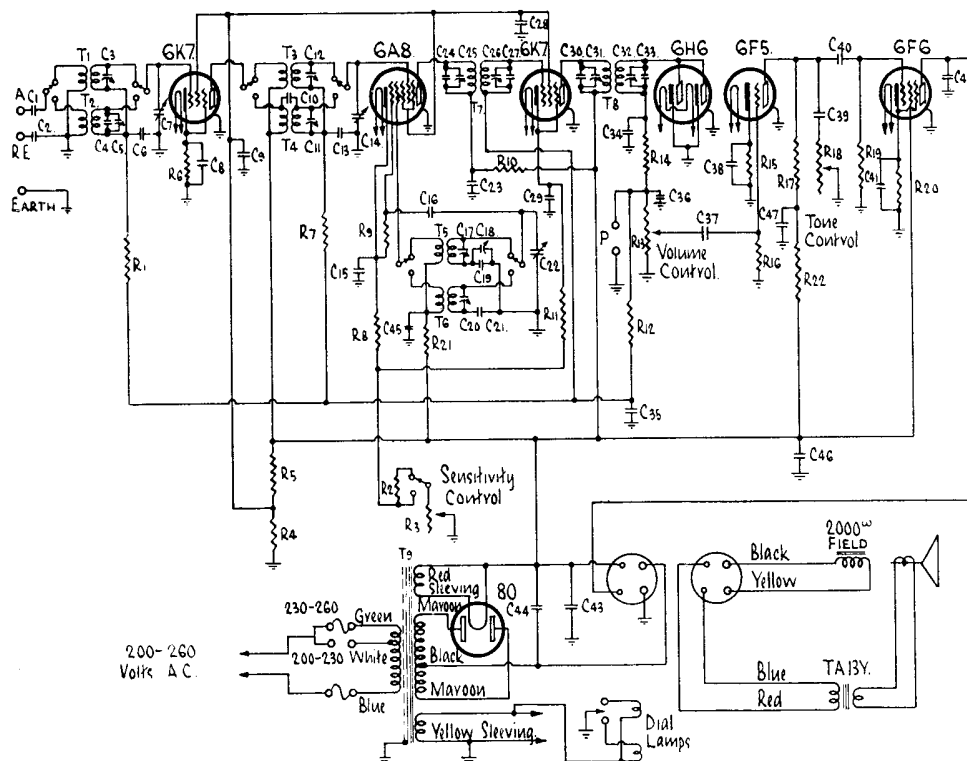 6K7.
6A8
6K7
6H6
6F5.
6F6
T1
C3
T2
C4
C5
C6
C7
A
C1
C2
R
E
EARTH
R6
C8
C9
T3
C12
C10
T4
C11
C13
C14
C28
C24
C25
C26
C27
T7
R10
C23
C29
C30
C31
C32
C33
T8
C34
R14
C36
P
R13
Volume
Control.
C37
C38
R15
R16
R17
C40
C39
R18
Tone
Control
C47
R22
R19
C41
R20
C4
R1
R7
R9
C16
C15
T5
C17
C18
C19
C22
T6
C20
C21.
C45
R21
R8
R11
R12
C35
C46
R5
R4
R2
R3
Sensitivity
Control
T9
Red
Sleeving
Maroon
80
Black
Maroon
Yellow Sleeving.
C44
C43
230-260
Green
200-230
White
Blue
200-260
Volts A.C.
Dial
Lamps
Black
Yellow
2000ω
FIELD
Blue
Red
TA13Y.